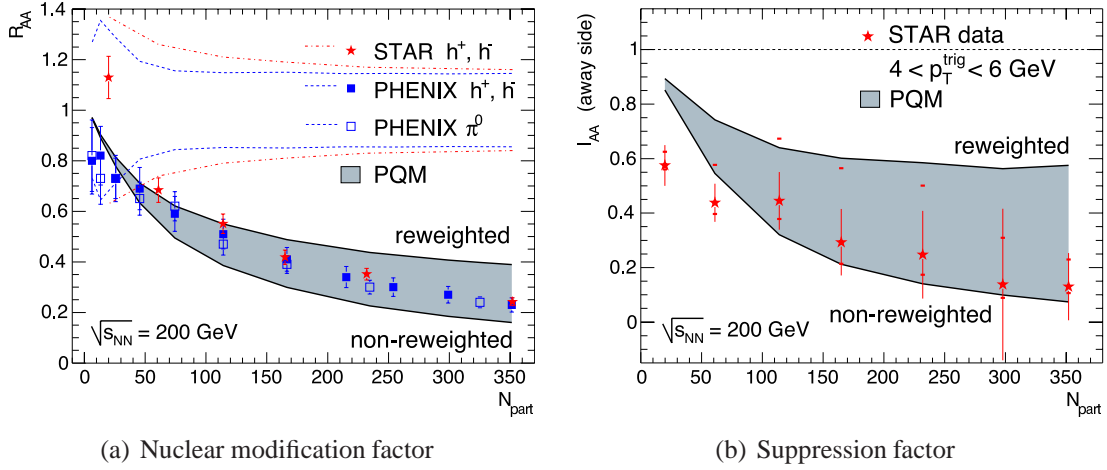 R_AA
1.4
1.2
1
0.8
0.6
0.4
0.2
0
STAR h⁺, h⁻
PHENIX h⁺, h⁻
PHENIX π⁰
PQM
reweighted
non-reweighted
√s_NN = 200 GeV
0 50 100 150 200 250 300 350
N_part
(a) Nuclear modification factor
I_AA (away side)
1
0.8
0.6
0.4
0.2
0
STAR data
4 < p_T^trig < 6 GeV
PQM
reweighted
non-reweighted
√s_NN = 200 GeV
0 50 100 150 200 250 300 350
N_part
(b) Suppression factor